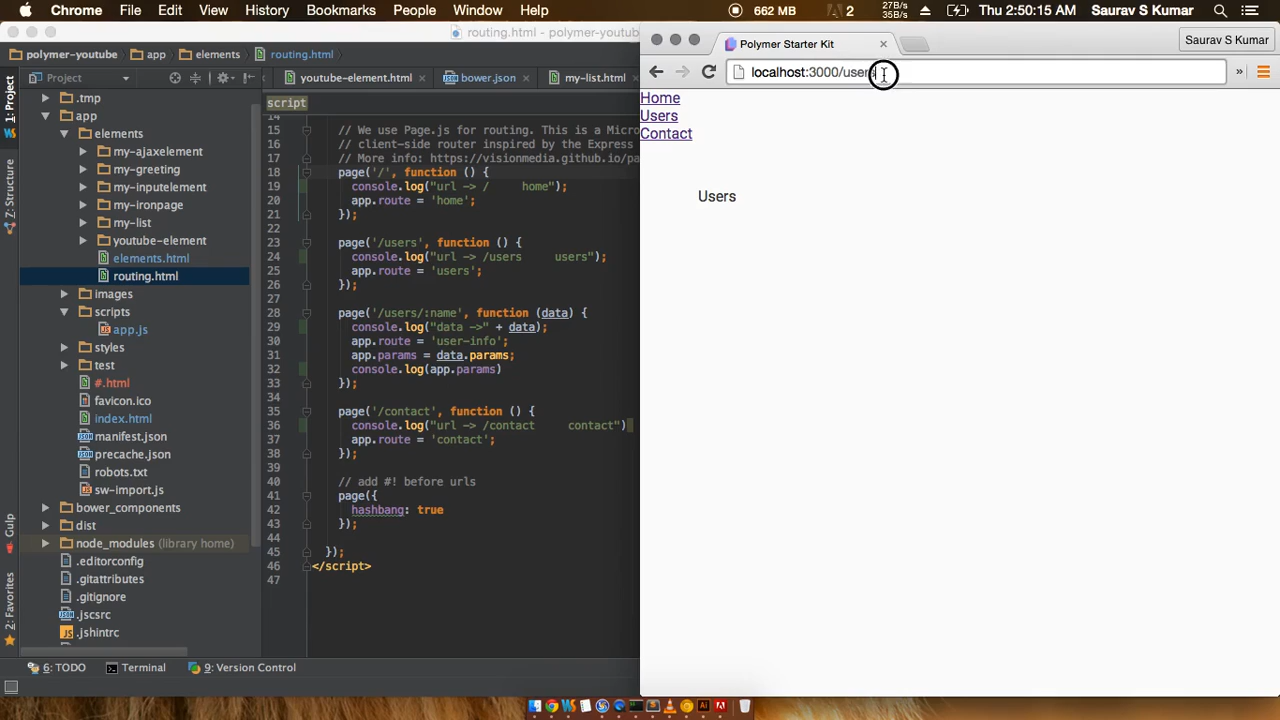 Chrome File Edit View History Bookmarks People Window Help
662 MB 2 27B/s 35B/s Thu 2:50:15 AM Saurav S Kumar
routing.html - polymer-youtube
polymer-youtube app elements routing.html
Project
youtube-element.html bower.json my-list.html
1: Project
7: Structure
Gulp
2: Favorites
.tmp
app
elements
my-ajaxelement
my-greeting
my-inputelement
my-ironpage
my-list
youtube-element
elements.html
routing.html
images
scripts
app.js
styles
test
#.html
favicon.ico
index.html
manifest.json
precache.json
robots.txt
sw-import.js
bower_components
dist
node_modules (library home)
.editorconfig
.gitattributes
.gitignore
.jscsrc
.jshintrc
script
14
15 // We use Page.js for routing. This is a Micro
16 // client-side router inspired by the Express
17 // More info: https://visionmedia.github.io/pa
18 page('/', function () {
19 console.log("url -> / home");
20 app.route = 'home';
21 });
22
23 page('/users', function () {
24 console.log("url -> /users users");
25 app.route = 'users';
26 });
27
28 page('/users/:name', function (data) {
29 console.log("data ->" + data);
30 app.route = 'user-info';
31 app.params = data.params;
32 console.log(app.params)
33 });
34
35 page('/contact', function () {
36 console.log("url -> /contact contact")
37 app.route = 'contact';
38 });
39
40 // add #! before urls
41 page({
42 hashbang: true
43 });
44
45 });
46 </script>
47
6: TODO Terminal 9: Version Control
Polymer Starter Kit
Saurav S Kumar
localhost:3000/users
Home
Users
Contact
Users